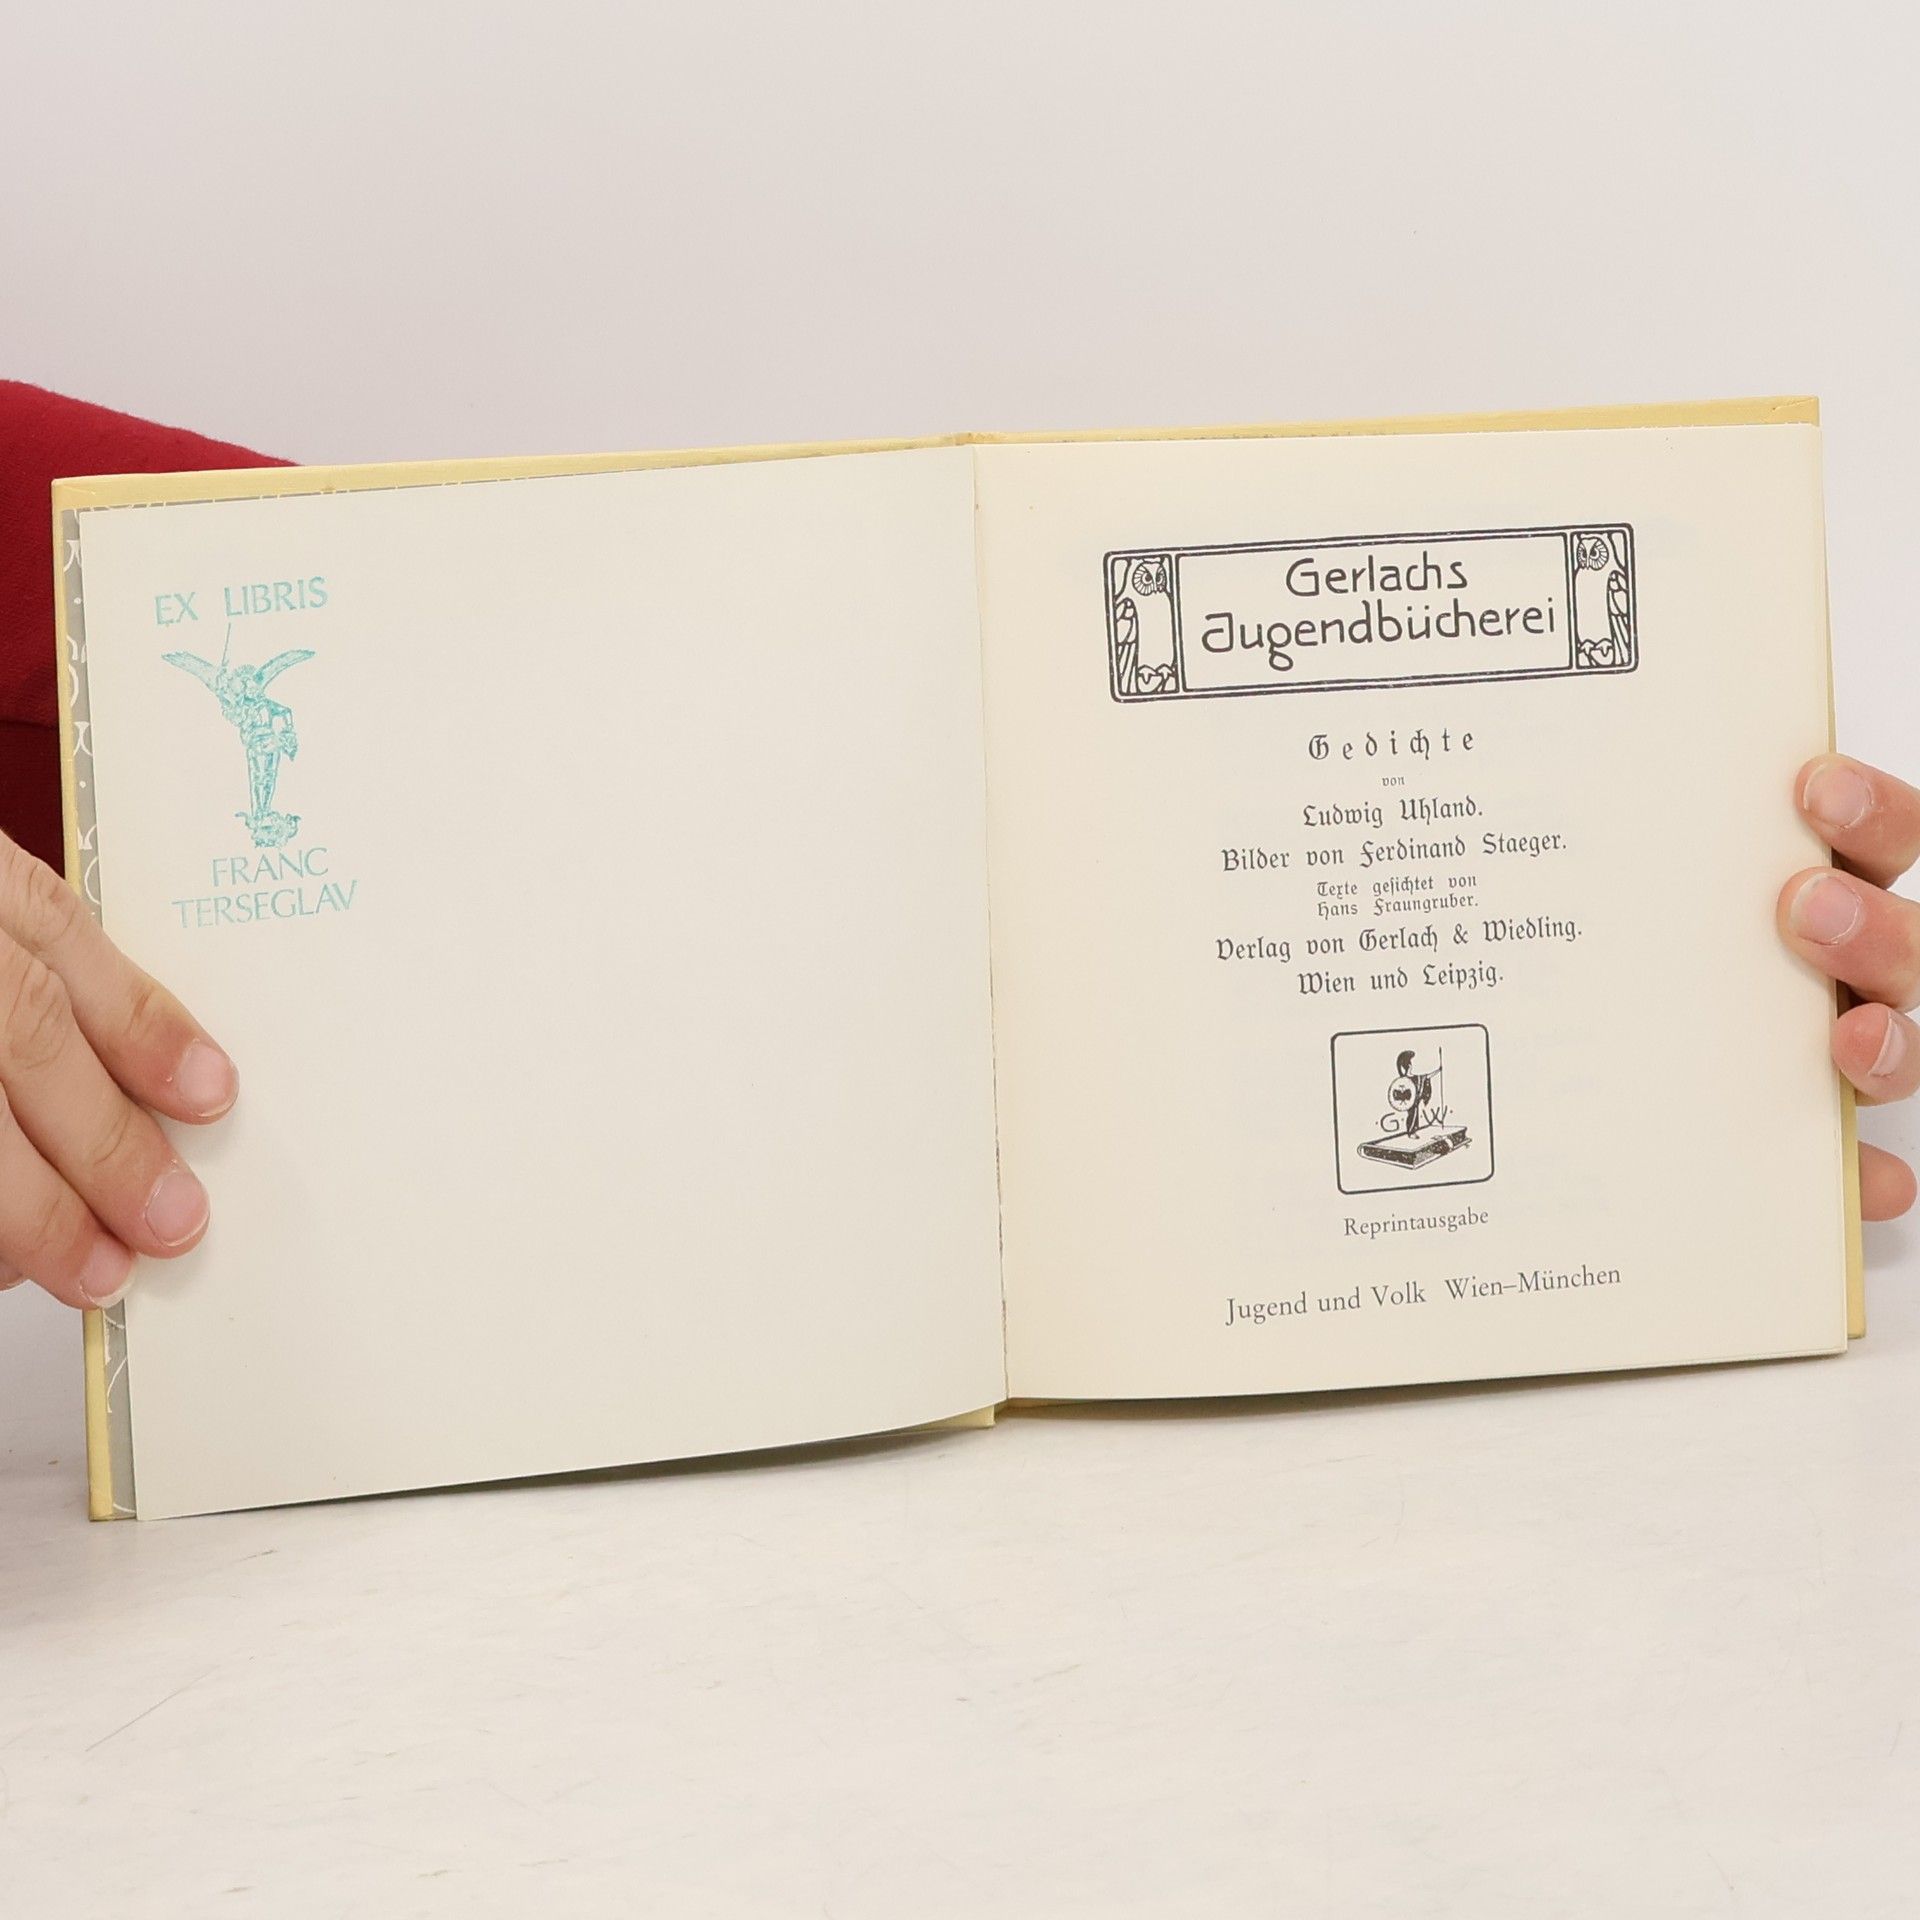 EX LIBRIS
FRANC
TERSEGLAV
Gerlachs
Jugendbücherei
Gedichte
von
Ludwig Uhland.
Bilder von Ferdinand Staeger.
Texte gesichtet von
Hans Fraungruber.
Verlag von Gerlach & Wiedling.
Wien und Leipzig.
·G· W·
Reprintausgabe
Jugend und Volk Wien–München